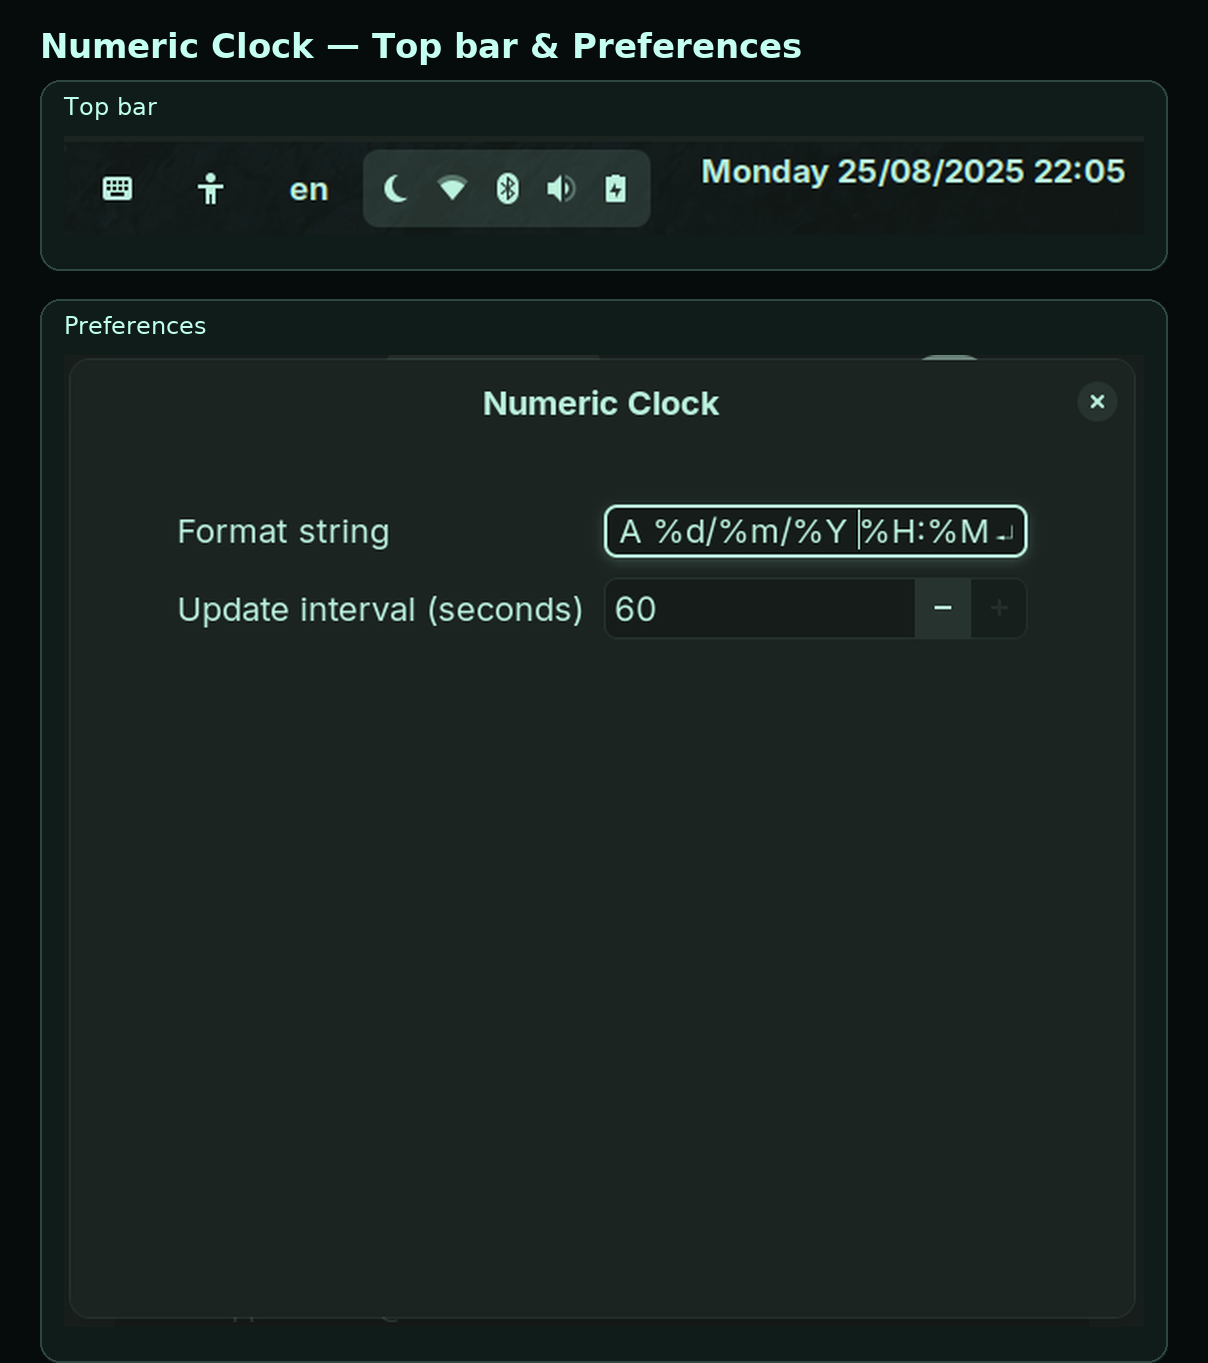 Numeric Clock — Top bar & Preferences
Top bar
en
Monday 25/08/2025 22:05
Preferences
Numeric Clock
Format string
A %d/%m/%Y %H:%M
Update interval (seconds)
60